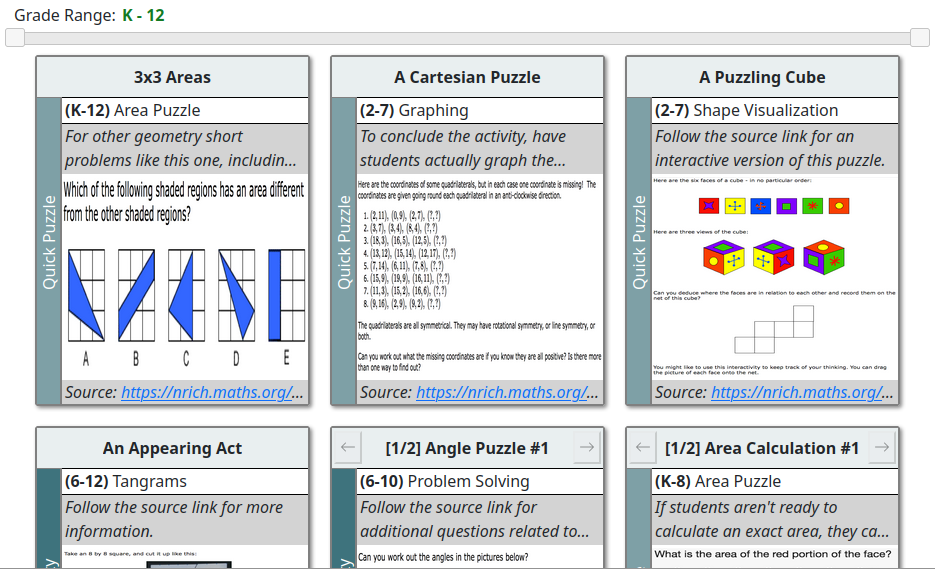 Grade Range: K - 12
3x3 Areas
Quick Puzzle
(K-12) Area Puzzle
For other geometry short
problems like this one, includin...
Which of the following shaded regions has an area different
from the other shaded regions?
A B C D E
Source: https://nrich.maths.org/...
A Cartesian Puzzle
Quick Puzzle
(2-7) Graphing
To conclude the activity, have
students actually graph the...
Here are the coordinates of some quadrilaterals, but in each case one coordinate is missing! The
coordinates are given going round each quadrilateral in an anti-clockwise direction.
1. (2,11), (0,9), (2,7), (?,?)
2. (3,7), (3,4), (8,4), (?,?)
3. (18,3), (16,5), (12,5), (?,?)
4. (13,12), (15,14), (12,17), (?,?)
5. (7,14), (6,11), (7,8), (?,?)
6. (15,9), (19,9), (16,11), (?,?)
7. (11,3), (15,2), (16,6), (?,?)
8. (9,16), (2,9), (9,2), (?,?)
The quadrilaterals are all symmetrical. They may have rotational symmetry, or line symmetry, or
both.
Can you work out what the missing coordinates are if you know they are all positive? Is there more
than one way to find out?
Source: https://nrich.maths.org/...
A Puzzling Cube
Quick Puzzle
(2-7) Shape Visualization
Follow the source link for an
interactive version of this puzzle.
Here are the six faces of a cube - in no particular order:
Here are three views of the cube:
Can you deduce where the faces are in relation to each other and record them on the
net of this cube?
You might like to use this interactivity to keep track of your thinking. You can drag
the picture of each face onto the net.
Source: https://nrich.maths.org/...
An Appearing Act
(6-12) Tangrams
Follow the source link for more
information.
Take an 8 by 8 square, and cut it up like this:
← [1/2] Angle Puzzle #1 →
(6-10) Problem Solving
Follow the source link for
additional questions related to...
Can you work out the angles in the pictures below?
← [1/2] Area Calculation #1 →
(K-8) Area Puzzle
If students aren't ready to
calculate an exact area, they ca...
What is the area of the red portion of the face?